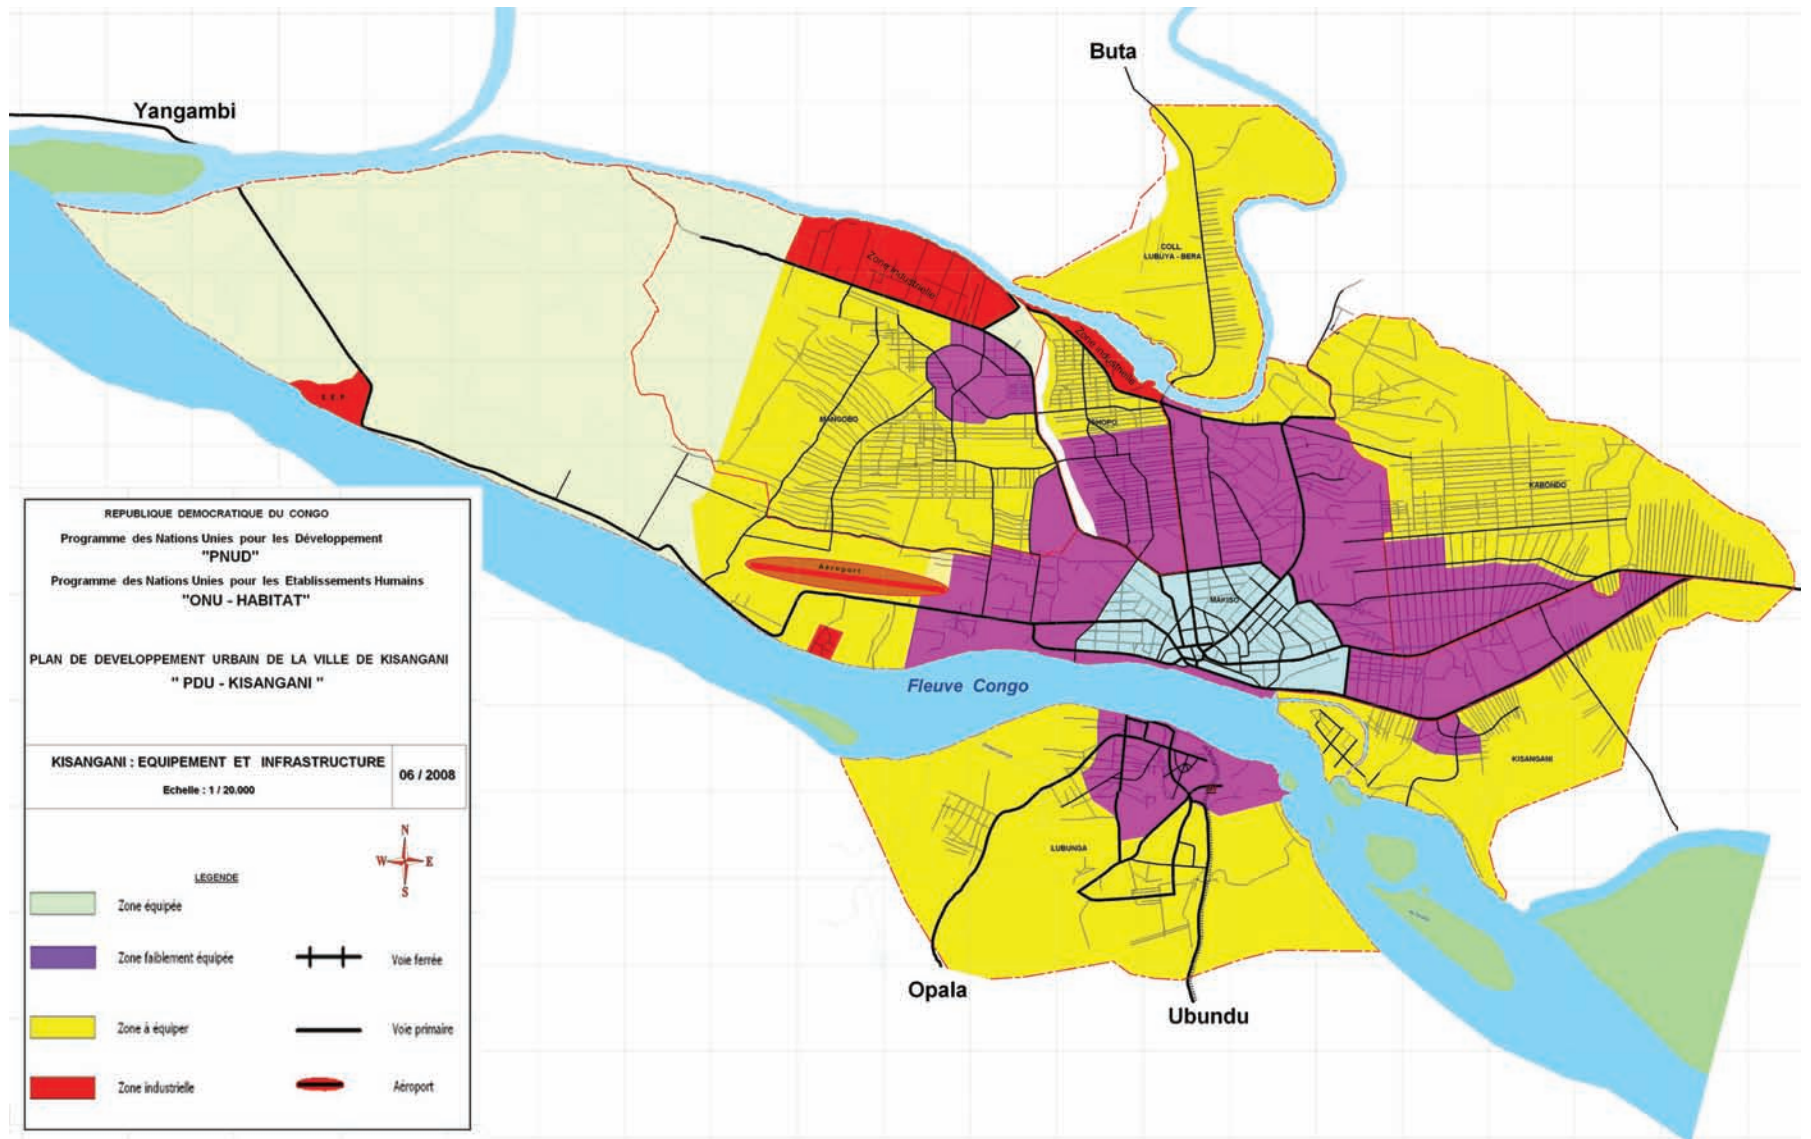 Buta
Yangambi
COLL.
LUBUYA - BERA
Zone industrielle
Zone industrielle
S.E.P.
MANGOBO
TSHOPO
KABONDO
Aéroport
MAKISO
Fleuve Congo
KISANGANI
LUBUNGA
Opala
Ubundu
REPUBLIQUE DEMOCRATIQUE DU CONGO
Programme des Nations Unies pour les Développement
"PNUD"
Programme des Nations Unies pour les Etablissements Humains
"ONU - HABITAT"
PLAN DE DEVELOPPEMENT URBAIN DE LA VILLE DE KISANGANI
" PDU - KISANGANI "
KISANGANI : EQUIPEMENT ET INFRASTRUCTURE
Echelle : 1 / 20.000
06 / 2008
N
W E
S
LEGENDE
Zone équipée
Zone faiblement équipée
Voie ferrée
Zone à équiper
Voie primaire
Zone industrielle
Aéroport